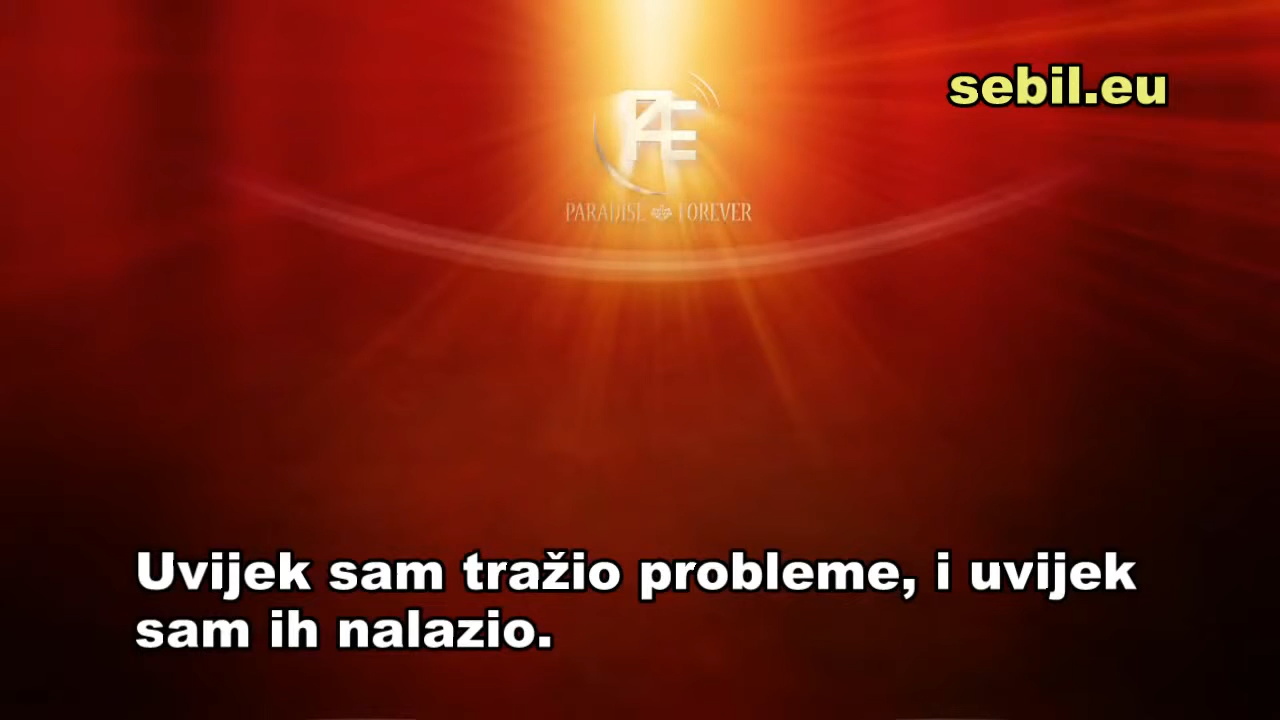 sebil.eu
PARADISE FOREVER
Uvijek sam tražio probleme, i uvijek
sam ih nalazio.